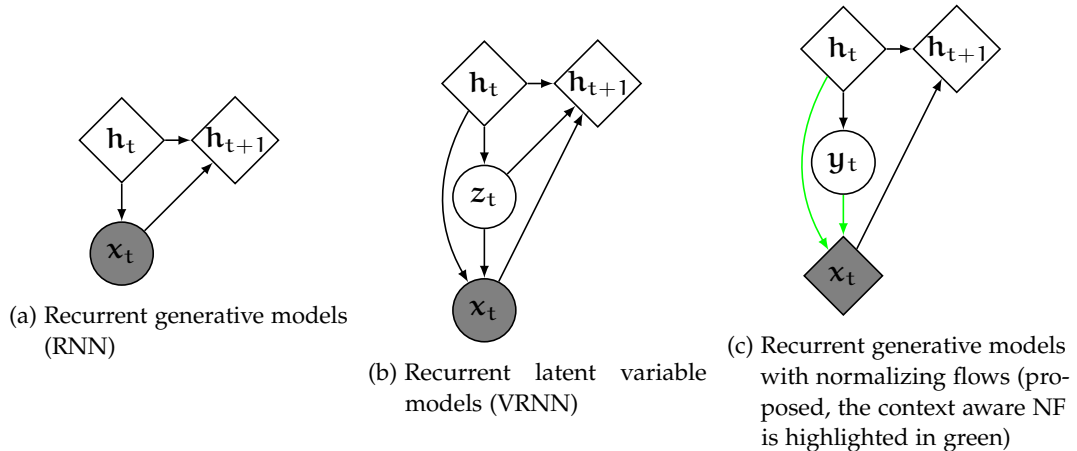 h_t
h_{t+1}
x_t
(a) Recurrent generative models
(RNN)
h_t
h_{t+1}
z_t
x_t
(b) Recurrent latent variable
models (VRNN)
h_t
h_{t+1}
y_t
x_t
(c) Recurrent generative models
with normalizing flows (pro-
posed, the context aware NF
is highlighted in green)